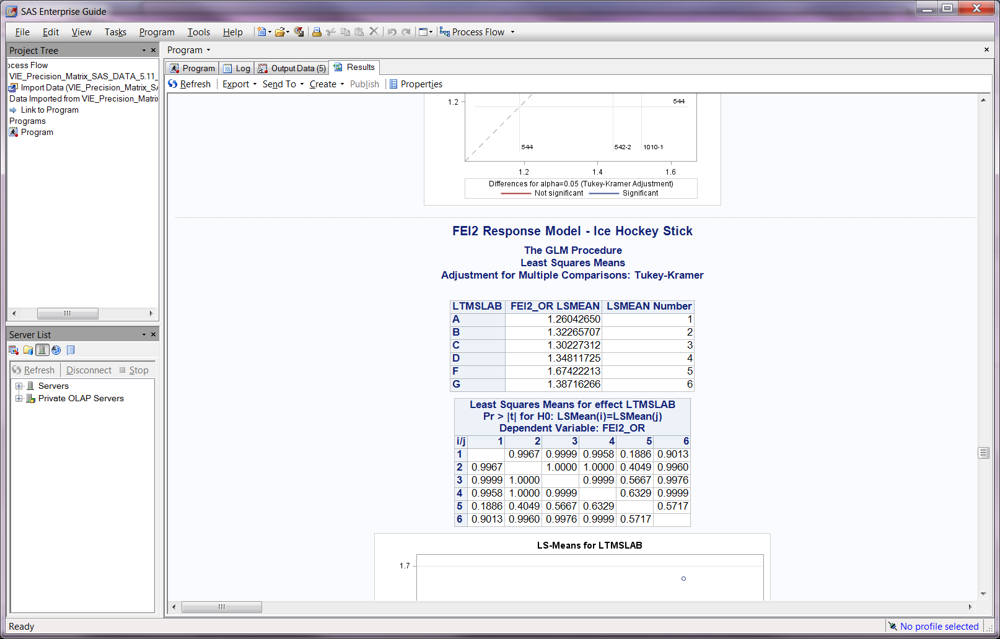 SAS Enterprise Guide
File Edit View Tasks Program Tools Help Process Flow
Project Tree
cess Flow
VIE_Precision_Matrix_SAS_DATA_5.11_
Import Data (VIE_Precision_Matrix_SA
Data Imported from VIE_Precision_Matrix
Link to Program
Programs
Program
Server List
Refresh Disconnect Stop
Servers
Private OLAP Servers
Program
Program Log Output Data (5) Results
Refresh Export Send To Create Publish Properties
1.2 544
544 542-2 1010-1
1.2 1.4 1.6
Differences for alpha=0.05 (Tukey-Kramer Adjustment)
Not significant Significant
FEI2 Response Model - Ice Hockey Stick
The GLM Procedure
Least Squares Means
Adjustment for Multiple Comparisons: Tukey-Kramer
LTMSLAB FEI2_OR LSMEAN LSMEAN Number
A 1.26042650 1
B 1.32265707 2
C 1.30227312 3
D 1.34811725 4
F 1.67422213 5
G 1.38716266 6
Least Squares Means for effect LTMSLAB
Pr > |t| for H0: LSMean(i)=LSMean(j)
Dependent Variable: FEI2_OR
i/j 1 2 3 4 5 6
1 0.9967 0.9999 0.9958 0.1886 0.9013
2 0.9967 1.0000 1.0000 0.4049 0.9960
3 0.9999 1.0000 0.9999 0.5667 0.9976
4 0.9958 1.0000 0.9999 0.6329 0.9999
5 0.1886 0.4049 0.5667 0.6329 0.5717
6 0.9013 0.9960 0.9976 0.9999 0.5717
LS-Means for LTMSLAB
1.7
Ready
No profile selected